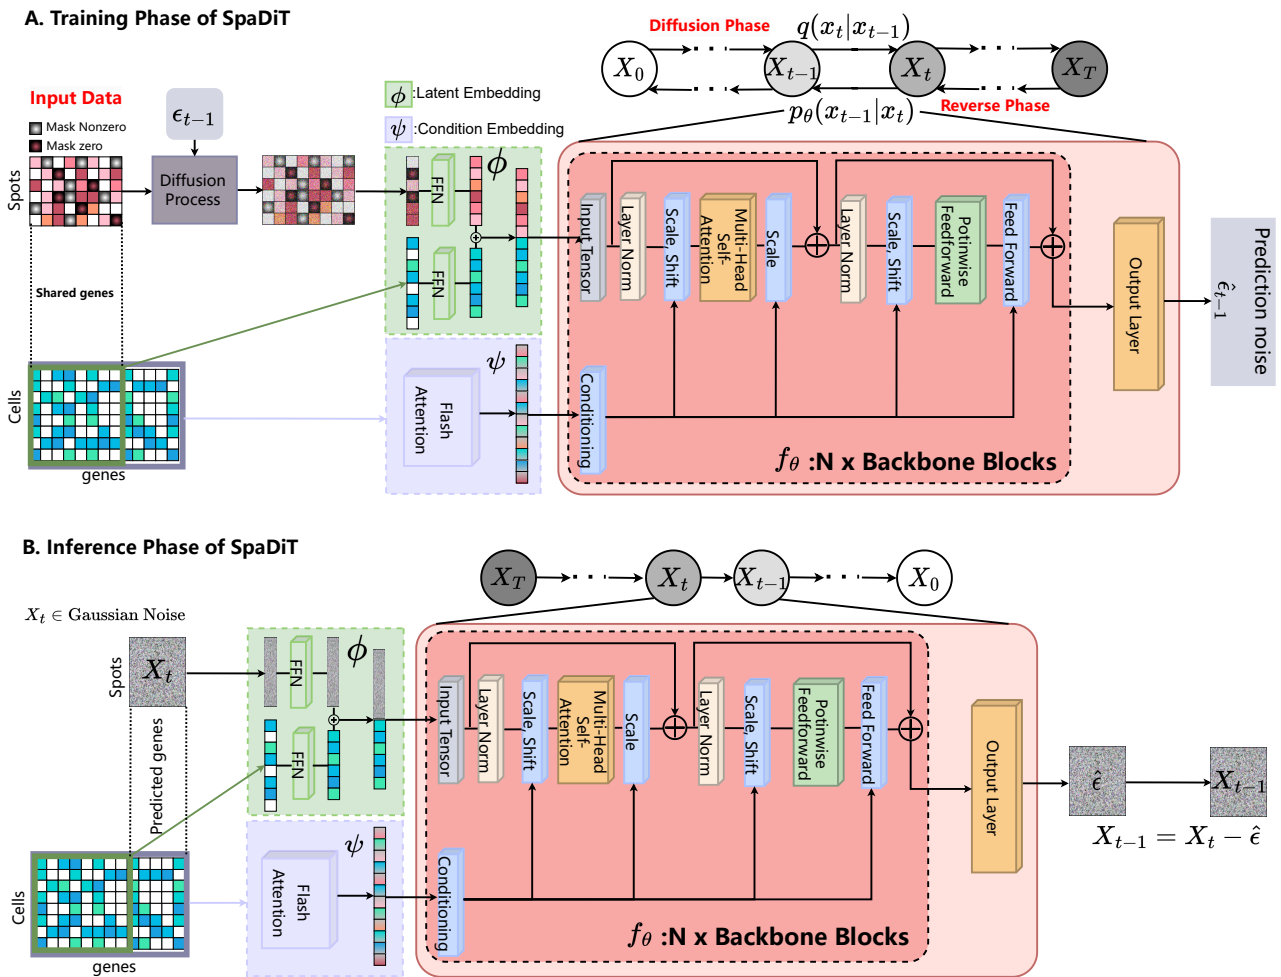 A. Training Phase of SpaDiT
Diffusion Phase
q(x_t|x_{t-1})
X_0
X_{t-1}
X_t
X_T
p_θ(x_{t-1}|x_t)
Reverse Phase
Input Data
Mask Nonzero
Mask zero
ϵ_{t-1}
Diffusion
Process
Spots
Shared genes
Cells
genes
ϕ :Latent Embedding
ψ :Condition Embedding
ϕ
FFN
FFN
ψ
Flash
Attention
Input Tensor
Layer Norm
Scale, Shift
Multi-Head
Self-
Attention
Scale
Layer Norm
Scale, Shift
Potinwise
Feedforward
Feed Forward
Conditioning
f_θ :N x Backbone Blocks
Output Layer
Prediction noise
ϵ̂_{t-1}
B. Inference Phase of SpaDiT
X_T
X_t
X_{t-1}
X_0
X_t ∈ Gaussian Noise
Spots
X_t
Predicted genes
Cells
genes
ϕ
FFN
FFN
ψ
Flash
Attention
Input Tensor
Layer Norm
Scale, Shift
Multi-Head
Self-
Attention
Scale
Layer Norm
Scale, Shift
Potinwise
Feedforward
Feed Forward
Conditioning
f_θ :N x Backbone Blocks
Output Layer
ϵ̂
X_{t-1}
X_{t-1} = X_t − ϵ̂